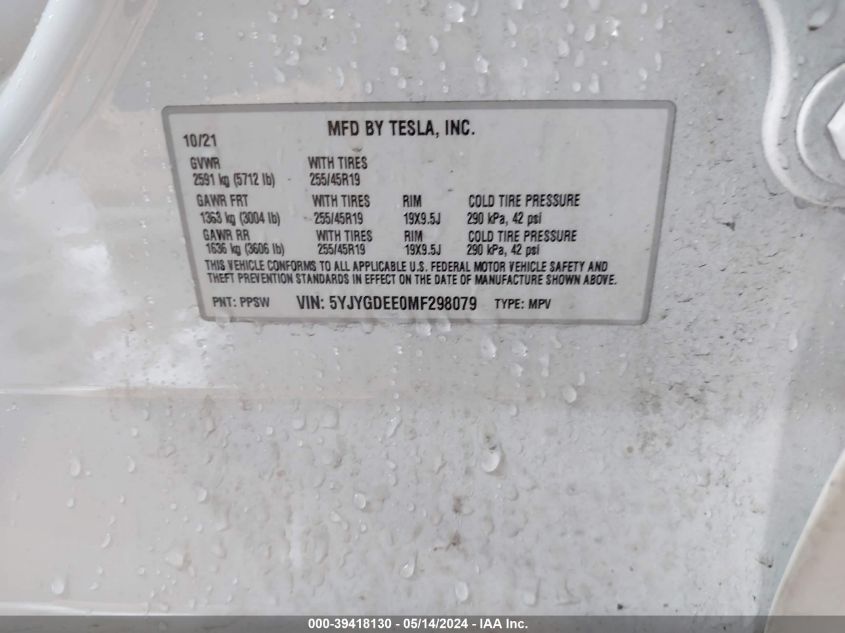 MFD BY TESLA, INC.
10/21
GVWR WITH TIRES
2591 kg (5712 lb) 255/45R19
GAWR FRT WITH TIRES RIM COLD TIRE PRESSURE
1363 kg (3004 lb) 255/45R19 19X9.5J 290 kPa, 42 psi
GAWR RR WITH TIRES RIM COLD TIRE PRESSURE
1636 kg (3606 lb) 255/45R19 19X9.5J 290 kPa, 42 psi
THIS VEHICLE CONFORMS TO ALL APPLICABLE U.S. FEDERAL MOTOR VEHICLE SAFETY AND
THEFT PREVENTION STANDARDS IN EFFECT ON THE DATE OF MANUFACTURE SHOWN ABOVE.
PNT: PPSW VIN: 5YJYGDEE0MF298079 TYPE: MPV
000-39418130 - 05/14/2024 - IAA Inc.